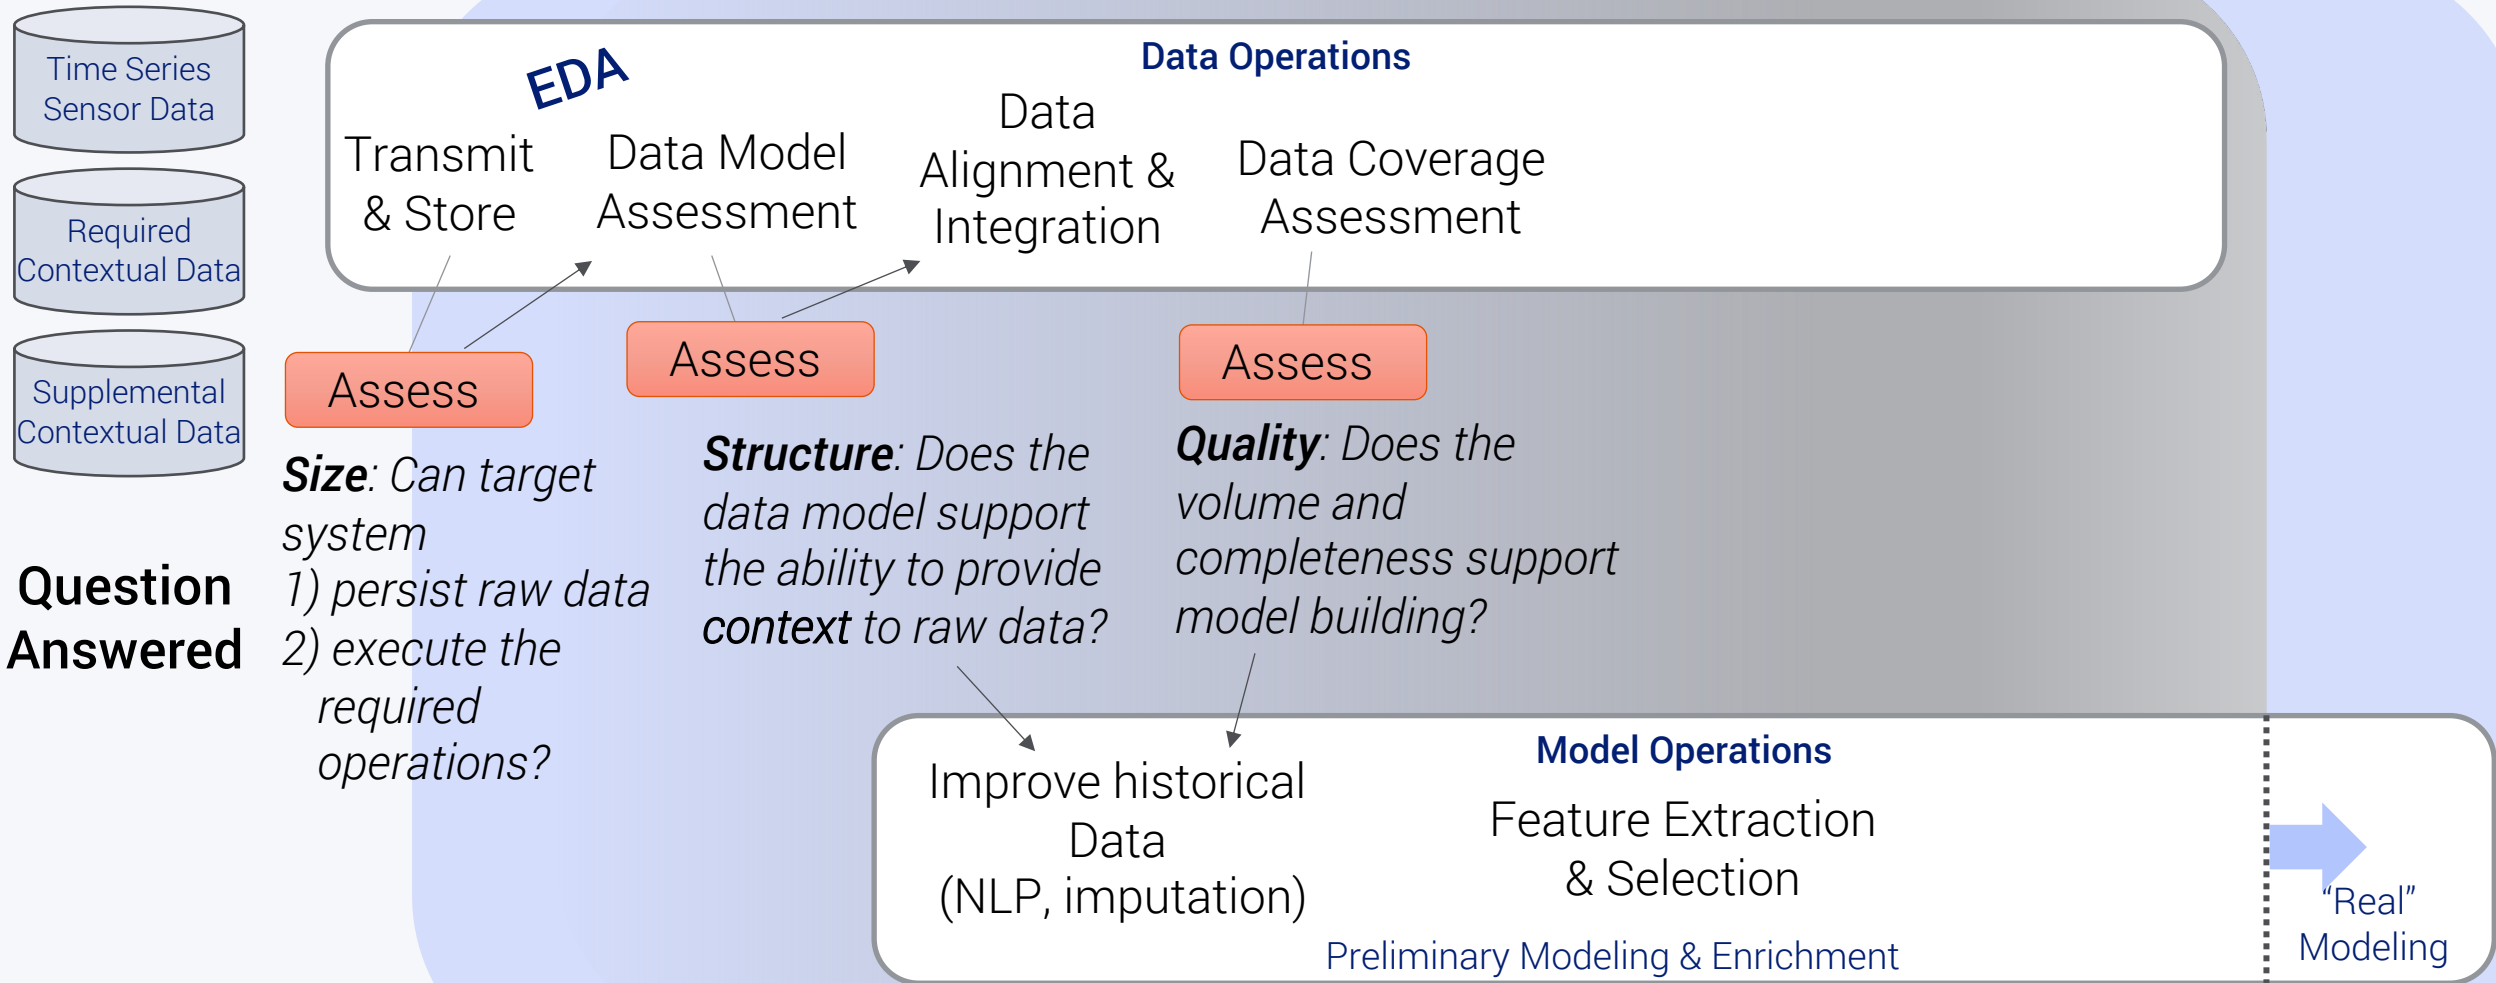 Time Series
Sensor Data
Required
Contextual Data
Supplemental
Contextual Data
Data Operations
EDA
Transmit
& Store
Data Model
Assessment
Data
Alignment &
Integration
Data Coverage
Assessment
Assess
Assess
Assess
Question
Answered
Size: Can target
system
1) persist raw data
2) execute the
required
operations?
Structure: Does the
data model support
the ability to provide
context to raw data?
Quality: Does the
volume and
completeness support
model building?
Model Operations
Improve historical
Data
(NLP, imputation)
Feature Extraction
& Selection
Preliminary Modeling & Enrichment
“Real”
Modeling